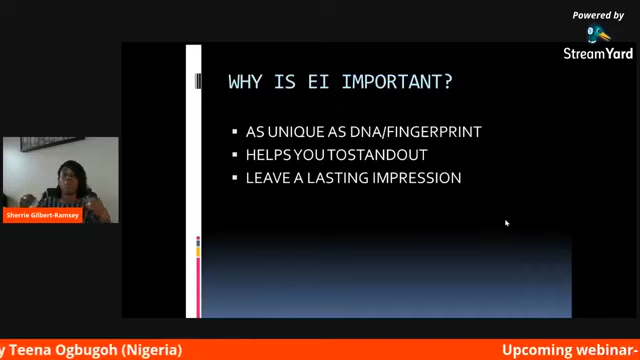 Powered by
StreamYard
WHY IS EI IMPORTANT?
AS UNIQUE AS DNA/FINGERPRINT
HELPS YOU TOSTANDOUT
LEAVE A LASTING IMPRESSION
Sherrie Gilbert-Ramsey
y Teena Ogbugoh (Nigeria)
Upcoming webinar-